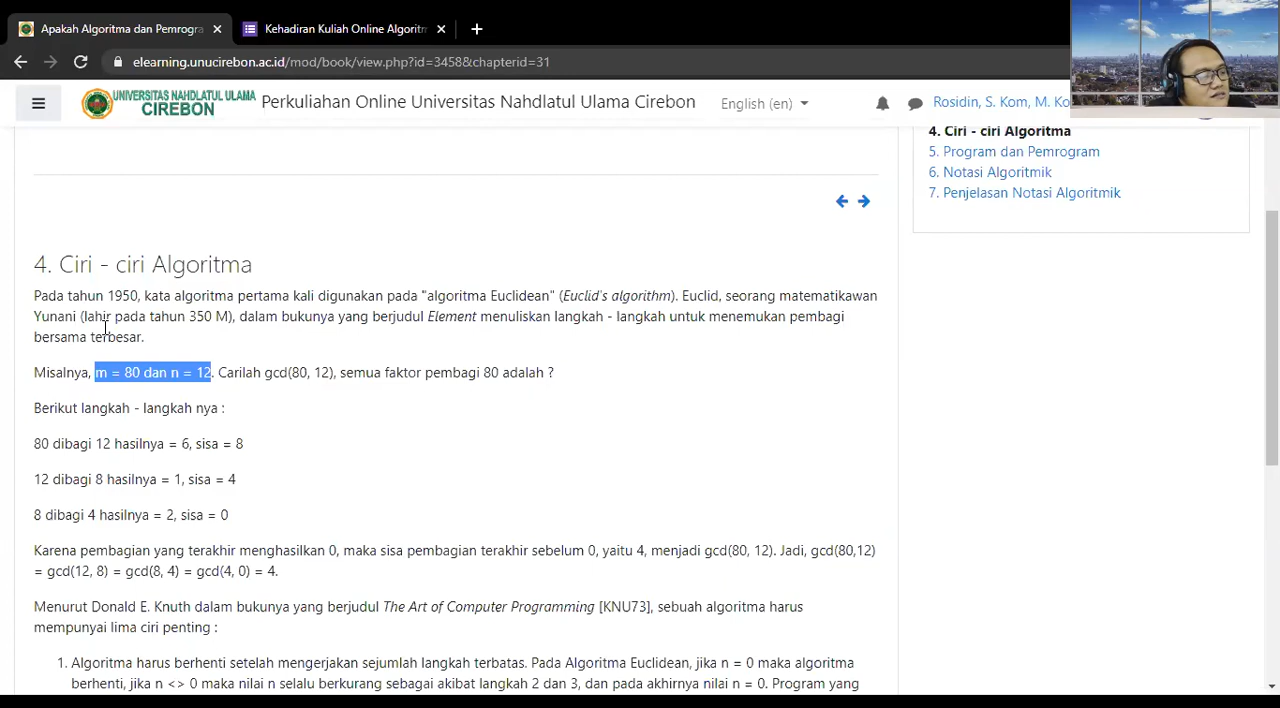 Apakah Algoritma dan Pemrogra
Kehadiran Kuliah Online Algoritm
elearning.unucirebon.ac.id/mod/book/view.php?id=3458&chapterid=31
UNIVERSITAS NAHDLATUL ULAMA
CIREBON
Perkuliahan Online Universitas Nahdlatul Ulama Cirebon
English (en)
Rosidin, S. Kom, M. Ko
4. Ciri - ciri Algoritma
5. Program dan Pemrogram
6. Notasi Algoritmik
7. Penjelasan Notasi Algoritmik
4. Ciri - ciri Algoritma
Pada tahun 1950, kata algoritma pertama kali digunakan pada "algoritma Euclidean" (Euclid's algorithm). Euclid, seorang matematikawan
Yunani (lahir pada tahun 350 M), dalam bukunya yang berjudul Element menuliskan langkah - langkah untuk menemukan pembagi
bersama terbesar.
Misalnya, m = 80 dan n = 12. Carilah gcd(80, 12), semua faktor pembagi 80 adalah ?
Berikut langkah - langkah nya :
80 dibagi 12 hasilnya = 6, sisa = 8
12 dibagi 8 hasilnya = 1, sisa = 4
8 dibagi 4 hasilnya = 2, sisa = 0
Karena pembagian yang terakhir menghasilkan 0, maka sisa pembagian terakhir sebelum 0, yaitu 4, menjadi gcd(80, 12). Jadi, gcd(80,12)
= gcd(12, 8) = gcd(8, 4) = gcd(4, 0) = 4.
Menurut Donald E. Knuth dalam bukunya yang berjudul The Art of Computer Programming [KNU73], sebuah algoritma harus
mempunyai lima ciri penting :
1. Algoritma harus berhenti setelah mengerjakan sejumlah langkah terbatas. Pada Algoritma Euclidean, jika n = 0 maka algoritma
berhenti, jika n <> 0 maka nilai n selalu berkurang sebagai akibat langkah 2 dan 3, dan pada akhirnya nilai n = 0. Program yang